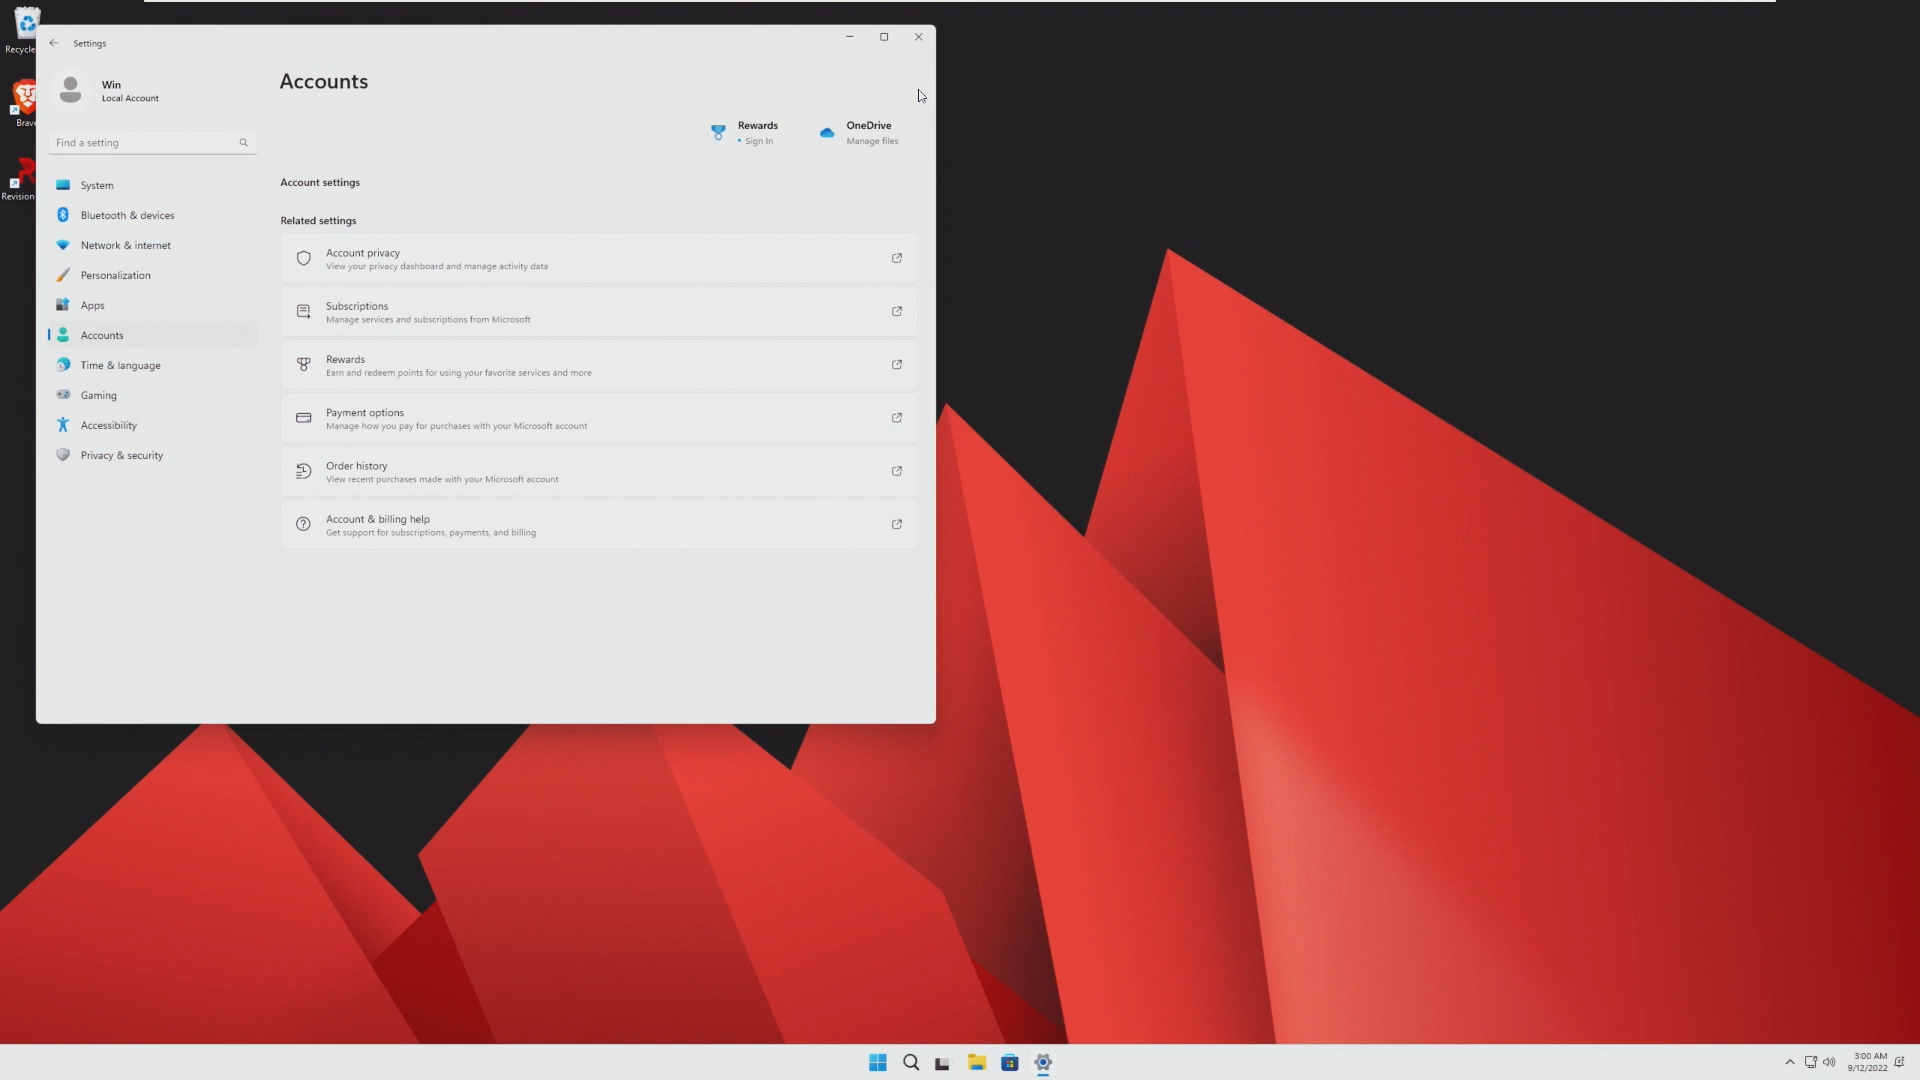 Recycle
Brave
Revision
Settings
Win
Local Account
Find a setting
System
Bluetooth & devices
Network & internet
Personalization
Apps
Accounts
Time & language
Gaming
Accessibility
Privacy & security
Accounts
Rewards
Sign In
OneDrive
Manage files
Account settings
Related settings
Account privacy
View your privacy dashboard and manage activity data
Subscriptions
Manage services and subscriptions from Microsoft
Rewards
Earn and redeem points for using your favorite services and more
Payment options
Manage how you pay for purchases with your Microsoft account
Order history
View recent purchases made with your Microsoft account
Account & billing help
Get support for subscriptions, payments, and billing
3:00 AM
9/12/2022